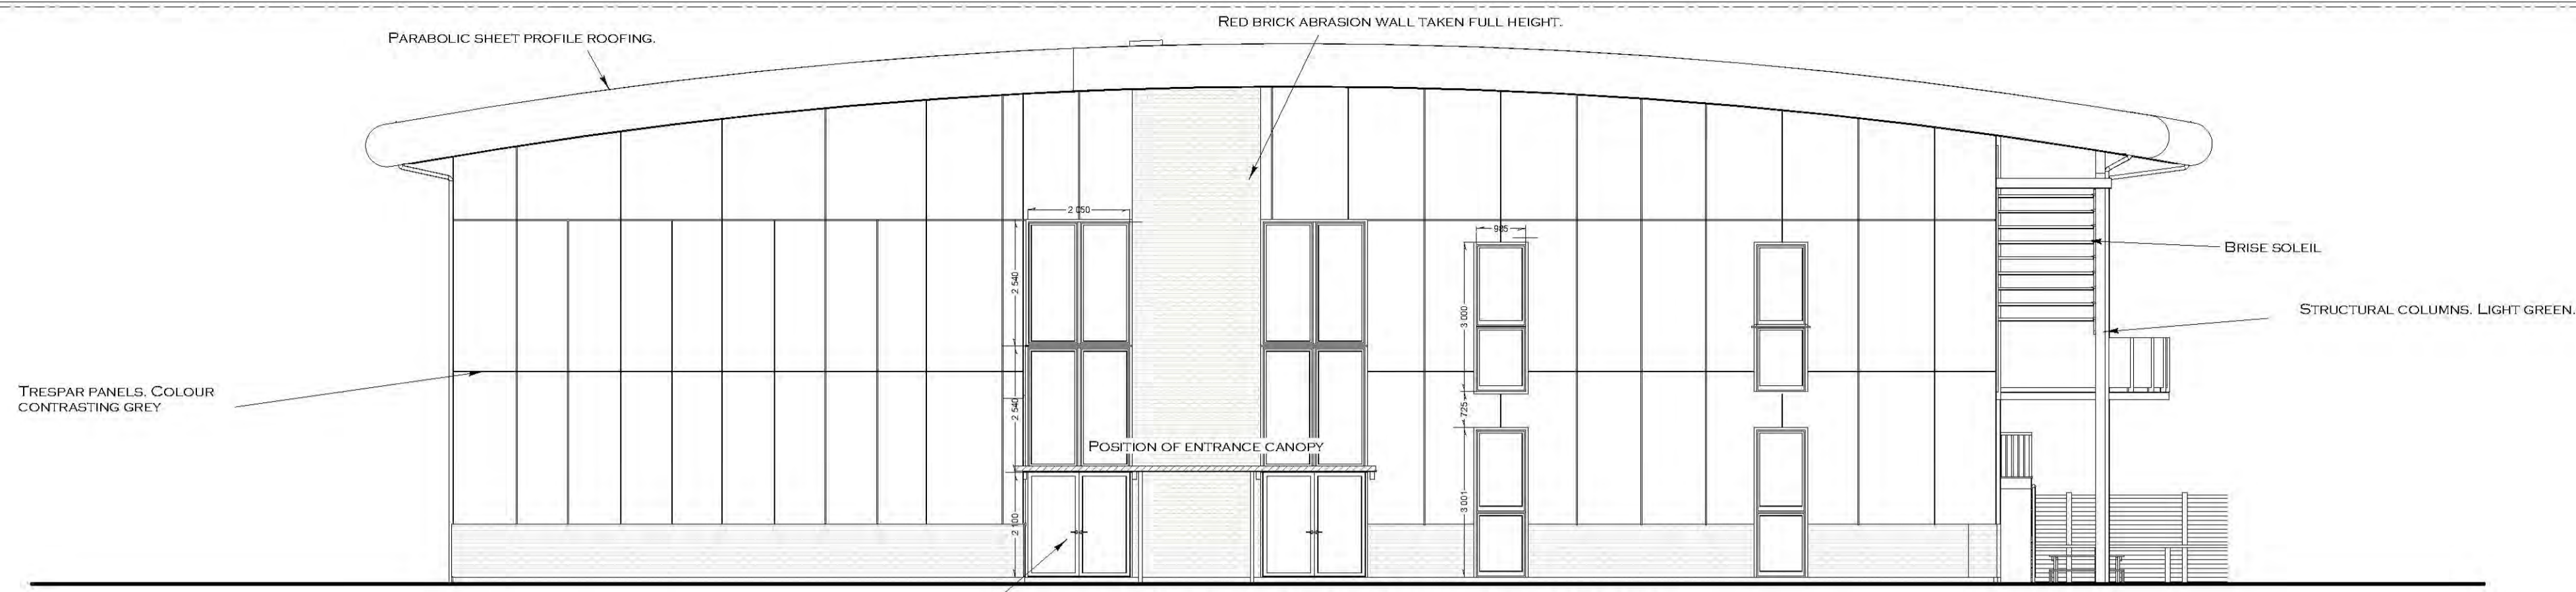 RED BRICK ABRASION WALL TAKEN FULL HEIGHT.
PARABOLIC SHEET PROFILE ROOFING.
2 050
985
BRISE SOLEIL
2 540
3 000
STRUCTURAL COLUMNS. LIGHT GREEN.
TRESPAR PANELS. COLOUR
CONTRASTING GREY
2 540
725
POSITION OF ENTRANCE CANOPY
3 001
2 100